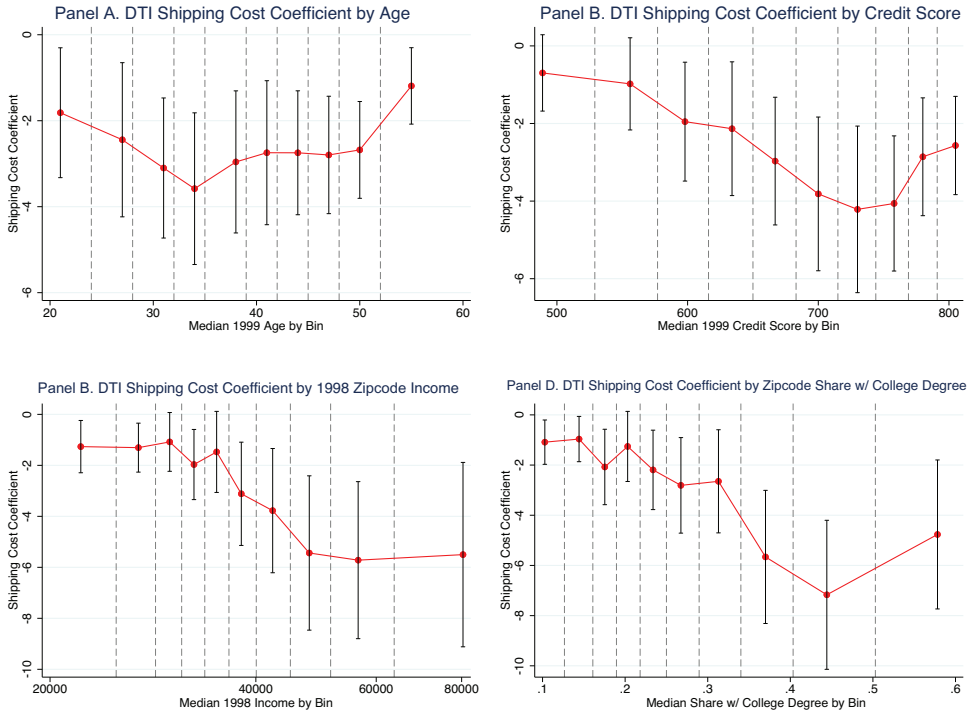 Panel A. DTI Shipping Cost Coefficient by Age
Shipping Cost Coefficient
0
-2
-4
-6
20 30 40 50 60
Median 1999 Age by Bin
Panel B. DTI Shipping Cost Coefficient by Credit Score
Shipping Cost Coefficient
0
-2
-4
-6
500 600 700 800
Median 1999 Credit Score by Bin
Panel B. DTI Shipping Cost Coefficient by 1998 Zipcode Income
Shipping Cost Coefficient
0
-2
-4
-6
-8
-10
20000 40000 60000 80000
Median 1998 Income by Bin
Panel D. DTI Shipping Cost Coefficient by Zipcode Share w/ College Degree
Shipping Cost Coefficient
0
-2
-4
-6
-8
-10
.1 .2 .3 .4 .5 .6
Median Share w/ College Degree by Bin